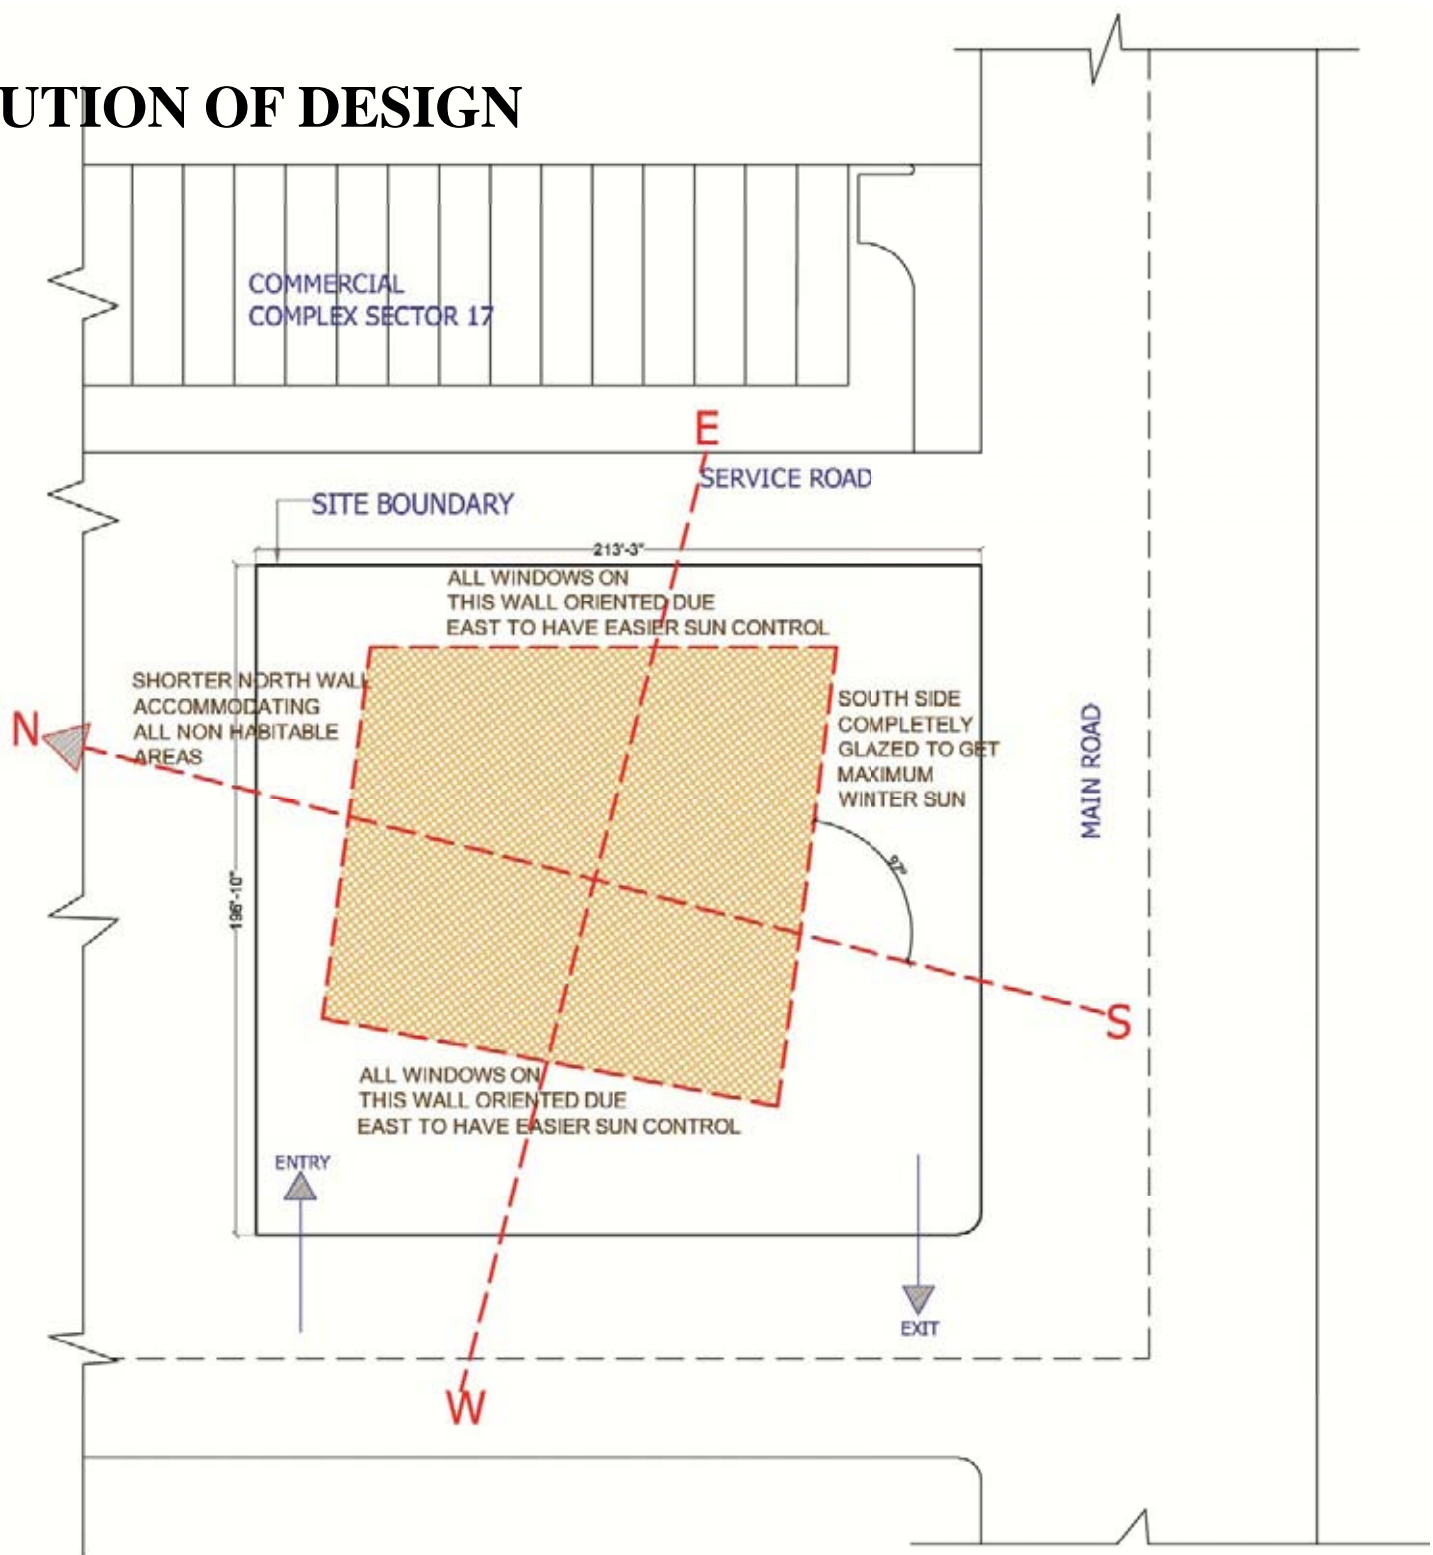 UTION OF DESIGN
COMMERCIAL
COMPLEX SECTOR 17
E
SERVICE ROAD
SITE BOUNDARY
213'-3"
ALL WINDOWS ON
THIS WALL ORIENTED DUE
EAST TO HAVE EASIER SUN CONTROL
SHORTER NORTH WALL
ACCOMMODATING
ALL NON HABITABLE
AREAS
N
SOUTH SIDE
COMPLETELY
GLAZED TO GET
MAXIMUM
WINTER SUN
MAIN ROAD
97°
196'-10"
S
ALL WINDOWS ON
THIS WALL ORIENTED DUE
EAST TO HAVE EASIER SUN CONTROL
ENTRY
EXIT
W